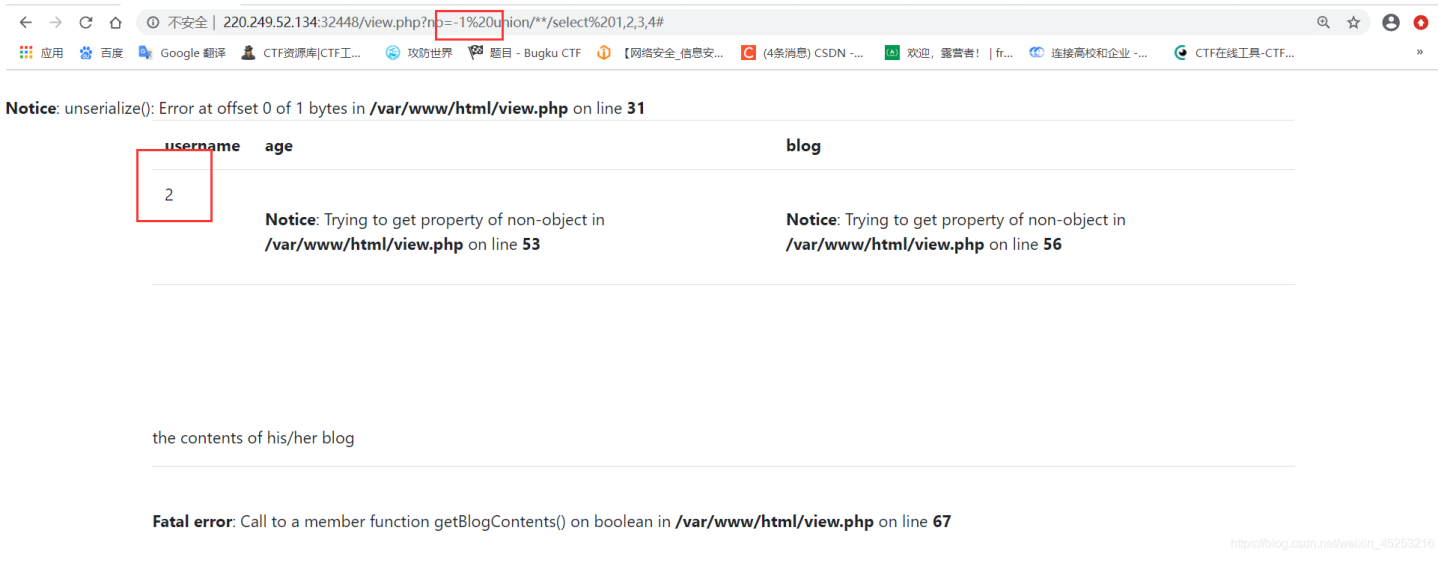 不安全 | 220.249.52.134:32448/view.php?no=-1%20union/**/select%201,2,3,4#
应用 百度 Google 翻译 CTF资源库|CTF工... 攻防世界 题目 - Bugku CTF 【网络安全_信息安... (4条消息) CSDN -... 欢迎，露营者！ | fr... 连接高校和企业 -... CTF在线工具-CTF... »
Notice: unserialize(): Error at offset 0 of 1 bytes in /var/www/html/view.php on line 31
username age blog
2
Notice: Trying to get property of non-object in
/var/www/html/view.php on line 53
Notice: Trying to get property of non-object in
/var/www/html/view.php on line 56
the contents of his/her blog
Fatal error: Call to a member function getBlogContents() on boolean in /var/www/html/view.php on line 67
https://blog.csdn.net/weixin_45253216